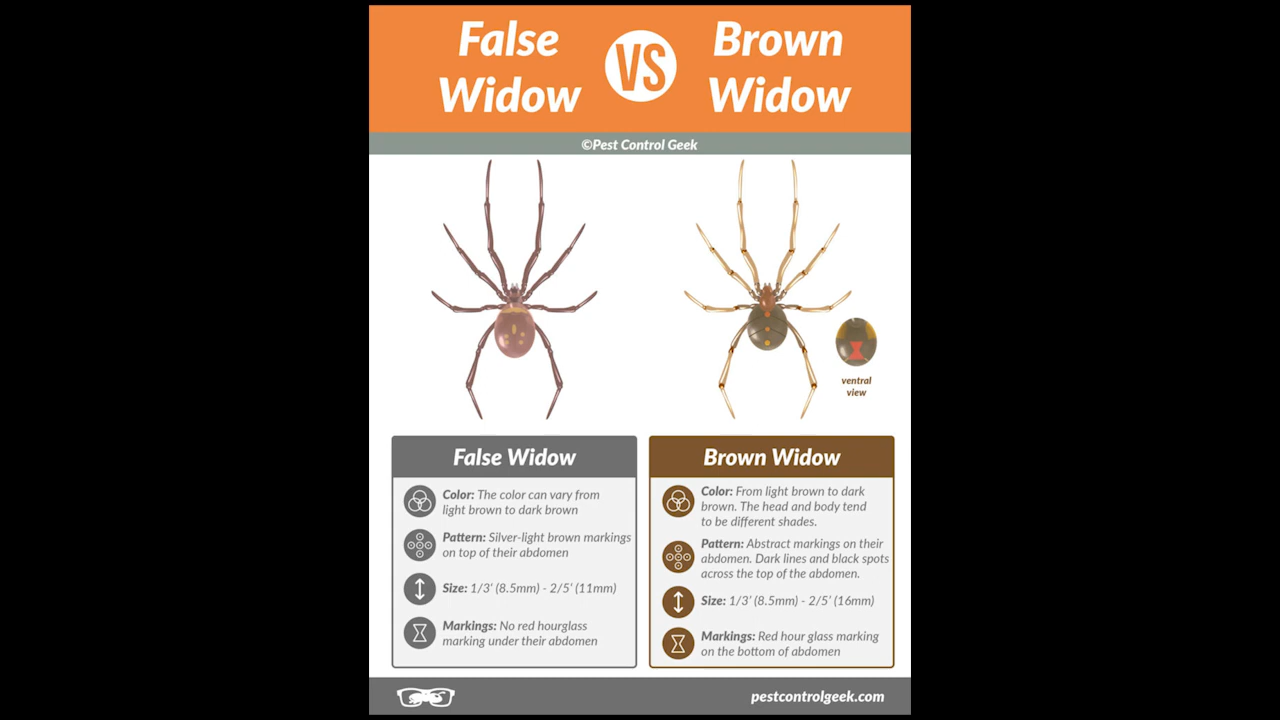 False
Widow
VS
Brown
Widow
©Pest Control Geek
ventral
view
False Widow
Color: The color can vary from
light brown to dark brown
Pattern: Silver-light brown markings
on top of their abdomen
Size: 1/3' (8.5mm) - 2/5' (11mm)
Markings: No red hourglass
marking under their abdomen
Brown Widow
Color: From light brown to dark
brown. The head and body tend
to be different shades.
Pattern: Abstract markings on their
abdomen. Dark lines and black spots
across the top of the abdomen.
Size: 1/3' (8.5mm) - 2/5' (16mm)
Markings: Red hour glass marking
on the bottom of abdomen
pestcontrolgeek.com